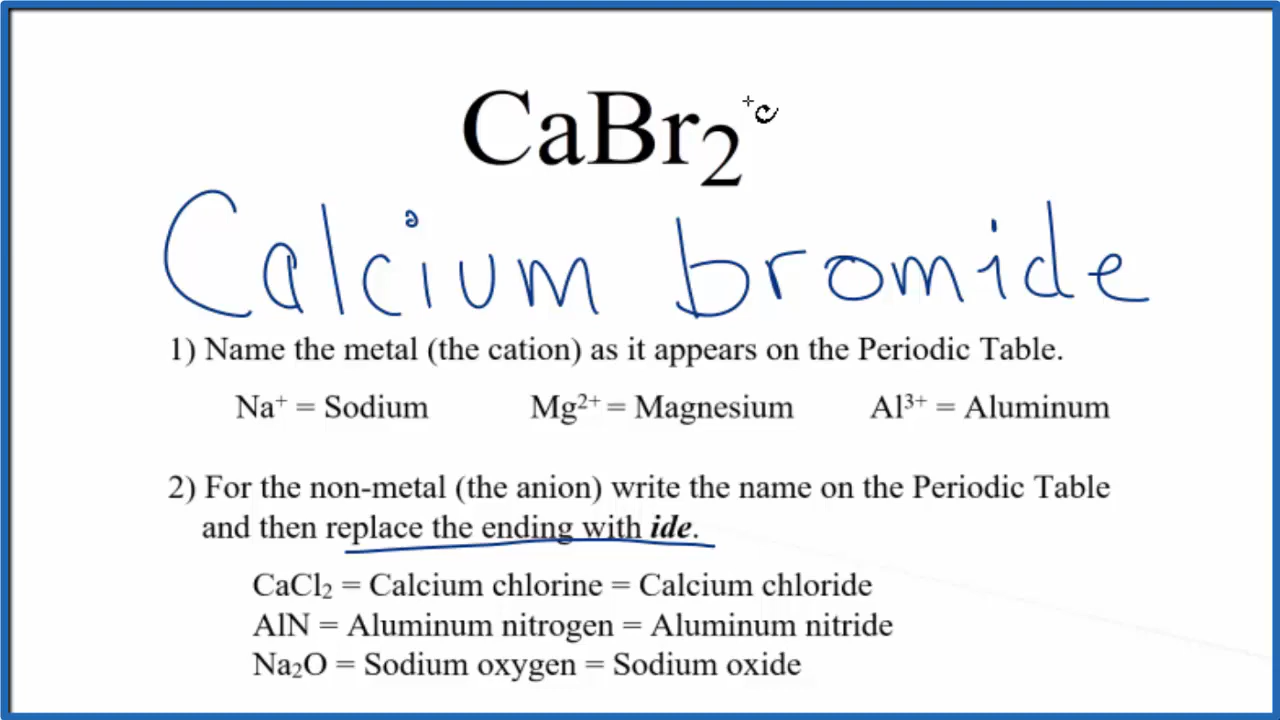 CaBr₂
Calcium bromide
1) Name the metal (the cation) as it appears on the Periodic Table.
Na⁺ = Sodium Mg²⁺ = Magnesium Al³⁺ = Aluminum
2) For the non-metal (the anion) write the name on the Periodic Table
and then replace the ending with ide.
CaCl₂ = Calcium chlorine = Calcium chloride
AlN = Aluminum nitrogen = Aluminum nitride
Na₂O = Sodium oxygen = Sodium oxide